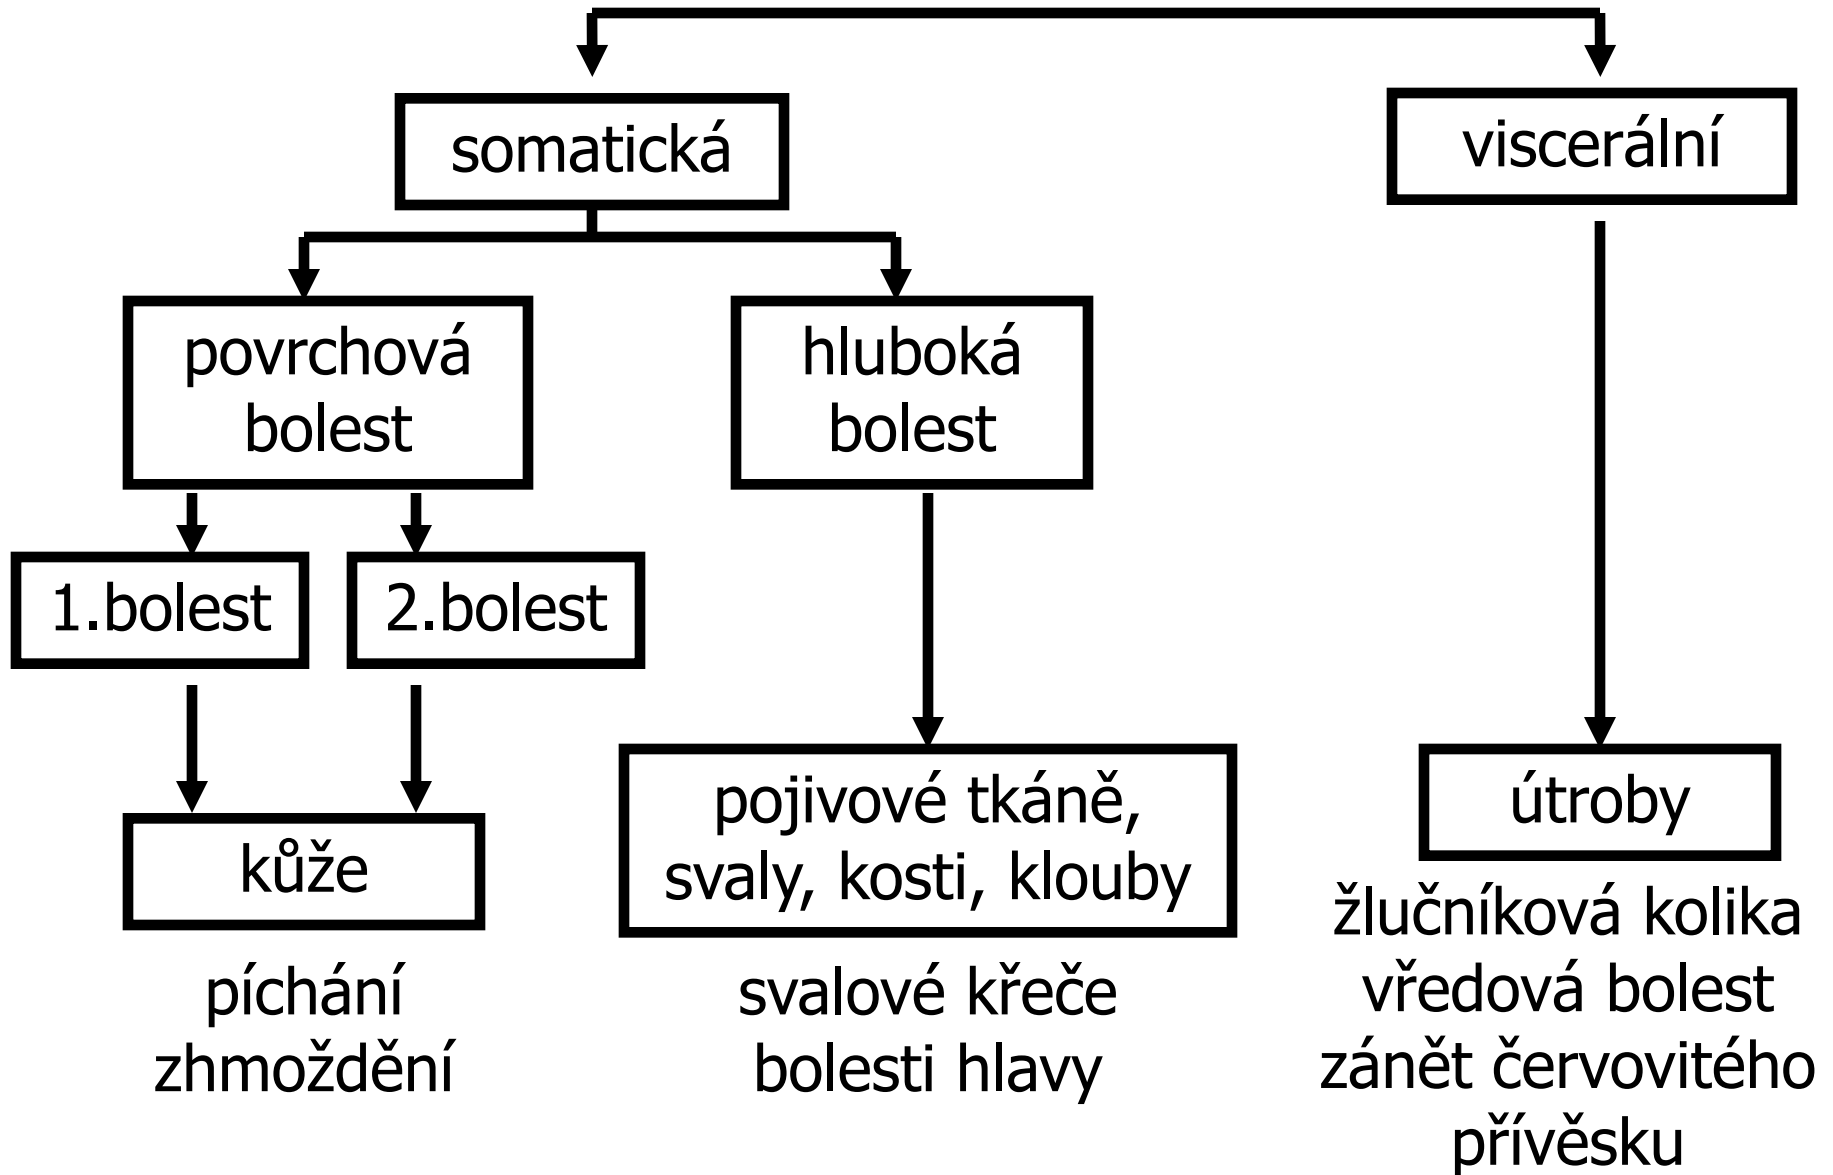 somatická
viscerální
povrchová
bolest
hluboká
bolest
1.bolest
2.bolest
kůže
píchání
zhmoždění
pojivové tkáně,
svaly, kosti, klouby
svalové křeče
bolesti hlavy
útroby
žlučníková kolika
vředová bolest
zánět červovitého
přívěsku